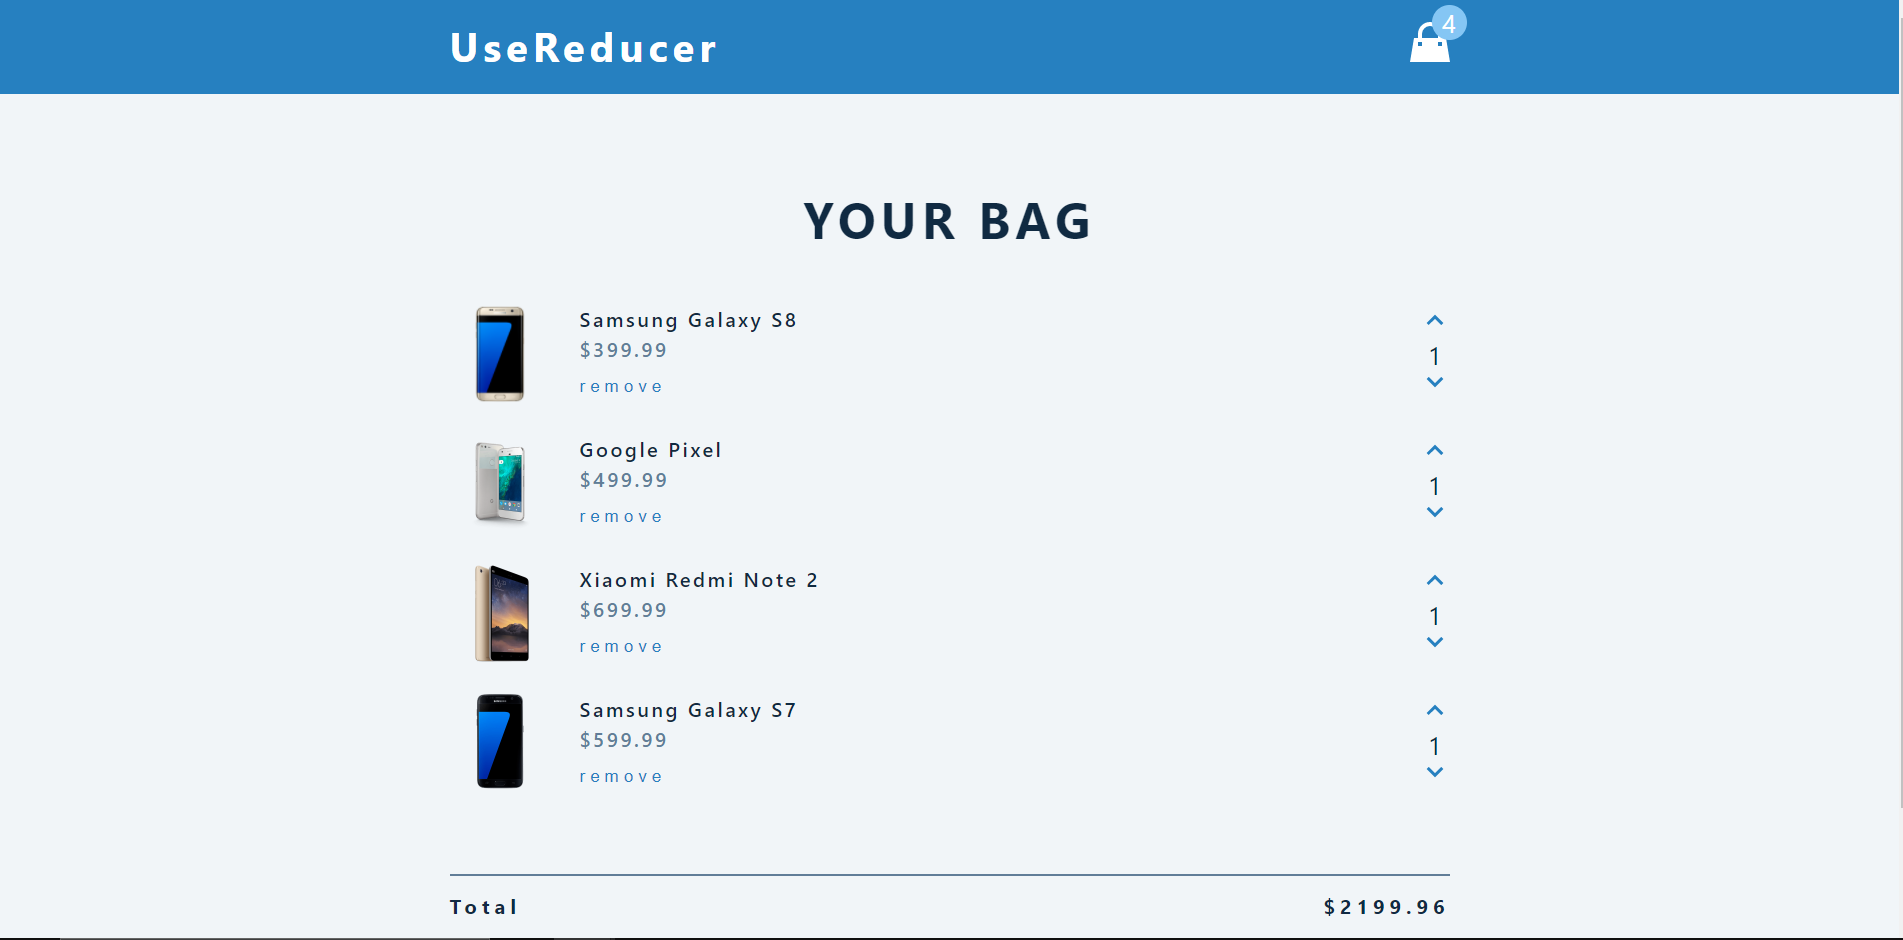 UseReducer
4
YOUR BAG
Samsung Galaxy S8
$399.99
remove
1
Google Pixel
$499.99
remove
1
Xiaomi Redmi Note 2
$699.99
remove
1
Samsung Galaxy S7
$599.99
remove
1
Total $2199.96